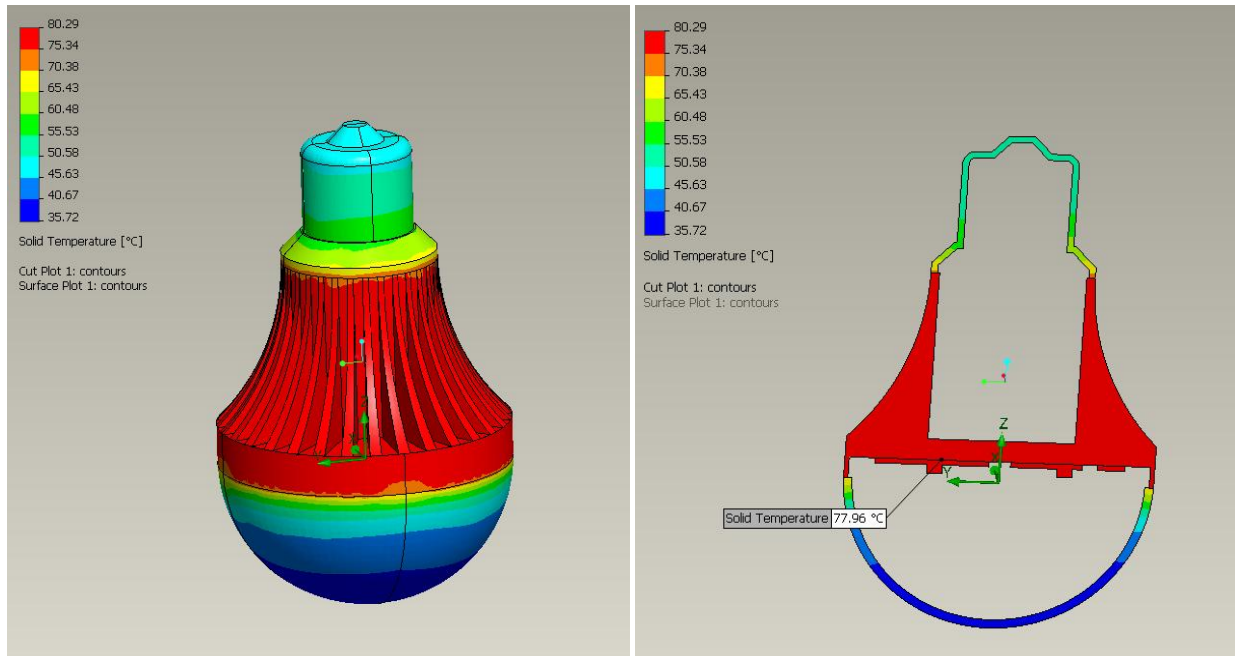 80.29
75.34
70.38
65.43
60.48
55.53
50.58
45.63
40.67
35.72
Solid Temperature [°C]
Cut Plot 1: contours
Surface Plot 1: contours
80.29
75.34
70.38
65.43
60.48
55.53
50.58
45.63
40.67
35.72
Solid Temperature [°C]
Cut Plot 1: contours
Surface Plot 1: contours
Z
Y
Solid Temperature 77.96 °C